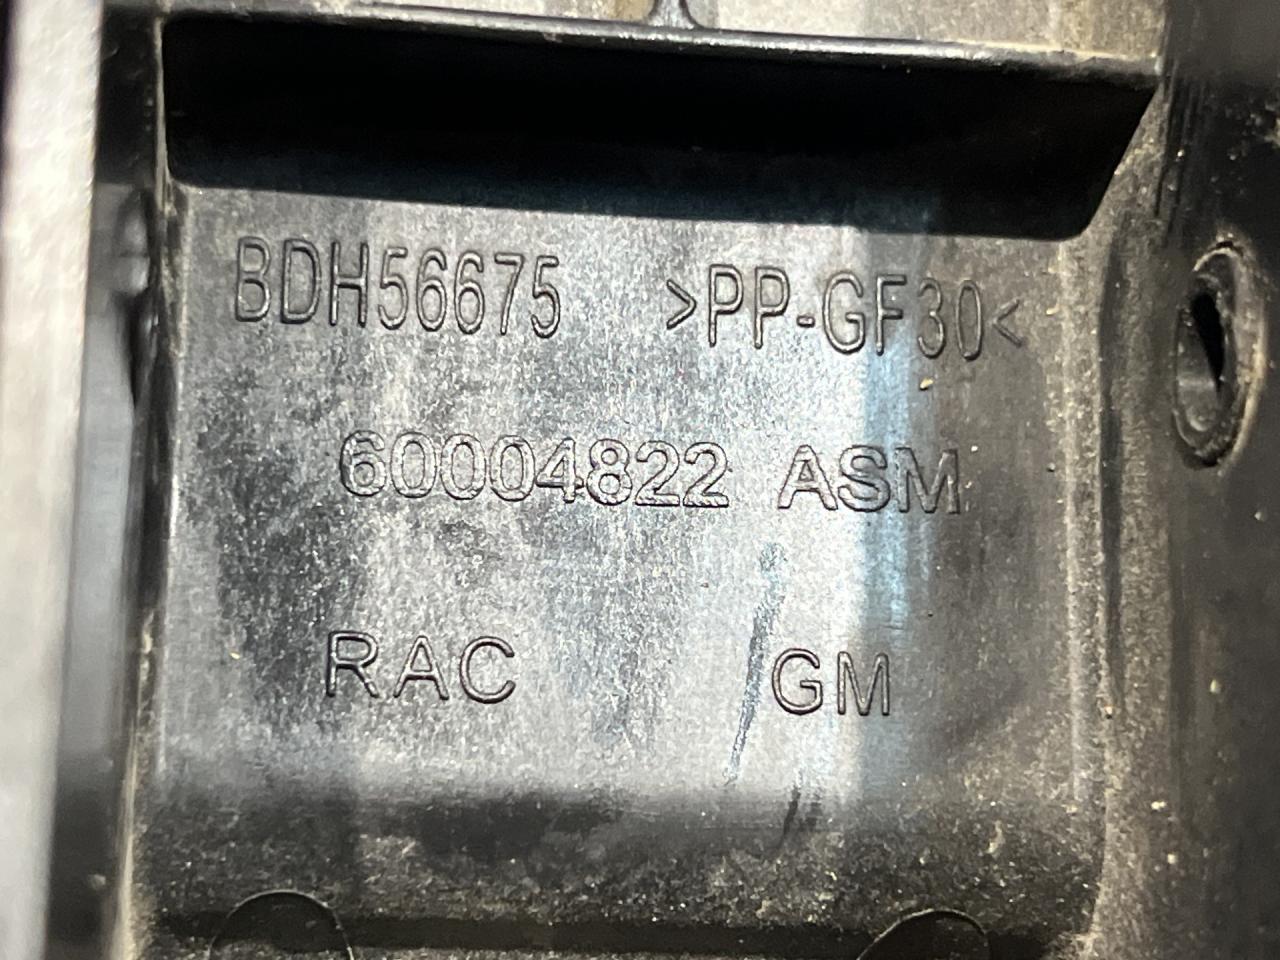 BDH56675 >PP-GF30<
60004822 ASM
RAC GM